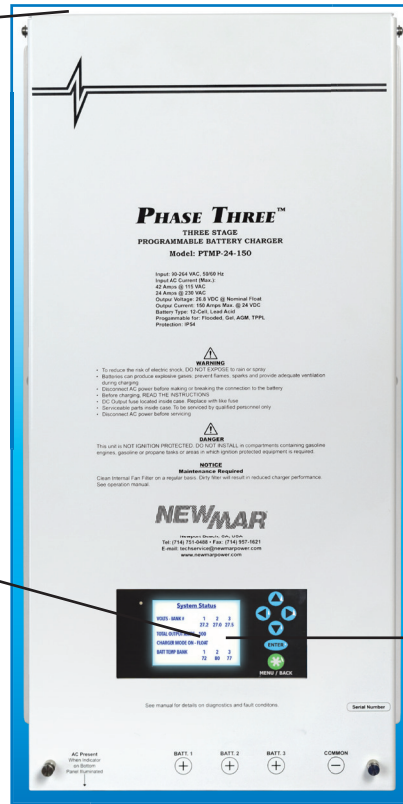 PHASE THREE™
THREE STAGE
PROGRAMMABLE BATTERY CHARGER
Model: PTMP-24-150
Input: 90-264 VAC, 50/60 Hz
Input AC Current (Max.):
42 Amps @ 115 VAC
24 Amps @ 230 VAC
Output Voltage: 26.8 VDC @ Nominal Float
Output Current: 150 Amps Max. @ 24 VDC
Battery Type: 12-Cell, Lead Acid
Progammable for: Flooded, Gel, AGM, TPPL
Protection: IP54
WARNING
• To reduce the risk of electric shock, DO NOT EXPOSE to rain or spray
• Batteries can produce explosive gases; prevent flames, sparks and provide adequate ventilation
during charging
• Disconnect AC power before making or breaking the connection to the battery
• Before charging, READ THE INSTRUCTIONS
• DC Output fuse located inside case. Replace with like fuse
• Serviceable parts inside case. To be serviced by qualified personnel only
• Disconnect AC power before servicing
DANGER
This unit is NOT IGNITION PROTECTED. DO NOT INSTALL in compartments containing gasoline
engines, gasoline or propane tanks or areas in which ignition protected equipment is required.
NOTICE
Maintenance Required
Clean Internal Fan Filter on a regular basis. Dirty filter will result in reduced charger performance.
See operation manual.
NEWMAR
Newport Beach, CA, USA
Tel: (714) 751-0488 • Fax: (714) 957-1621
E-mail: techservice@newmarpower.com
www.newmarpower.com
System Status
VOLTS - BANK # 1 2 3
27.2 27.0 27.5
TOTAL OUTPUT 100
CHARGER MODE ON - FLOAT
BATT TEMP BANK 1 2 3
72 80 77
ENTER
MENU / BACK
See manual for details on diagnostics and fault conditions.
Serial Number
AC Present
When Indicator
on Bottom
Panel Illuminated
BATT. 1 BATT. 2 BATT. 3 COMMON
+ + + −